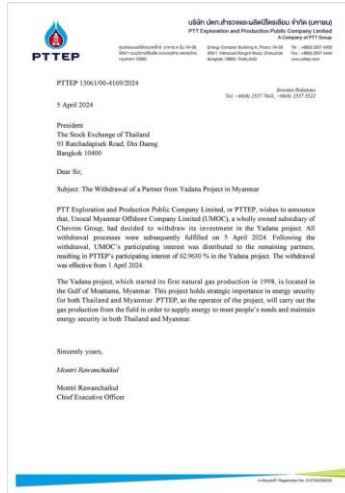 บริษัท ปตท.สำรวจและผลิตปิโตรเลียม จำกัด (มหาชน)
PTT Exploration and Production Public Company Limited
A Company of PTT Group
PTTEP
PTTEP 13061/00-4169/2024
Investor Relations
5 April 2024
President
The Stock Exchange of Thailand
93 Ratchadapisek Road, Din Daeng
Bangkok 10400
Dear Sir,
Subject: The Withdrawal of a Partner from Yadana Project in Myanmar
PTT Exploration and Production Public Company Limited, or PTTEP, wishes to announce
that, Unocal Myanmar Offshore Company Limited (UMOC), a wholly owned subsidiary of
Chevron Group, had decided to withdraw its investment in the Yadana project. All
withdrawal processes were subsequently fulfilled on 5 April 2024. Following the
withdrawal, UMOC's participating interest was distributed to the remaining partners,
resulting in PTTEP's participating interest of 62.9630 % in the Yadana project. The withdrawal
was effective from 1 April 2024.
The Yadana project, which started its first natural gas production in 1998, is located in
the Gulf of Moattama, Myanmar. This project holds strategic importance in energy security
for both Thailand and Myanmar. PTTEP, as the operator of the project, will carry out the
gas production from the field in order to supply energy to meet people's needs and maintain
energy security in both Thailand and Myanmar.
Sincerely yours,
Montri Rawanchaikul
Montri Rawanchaikul
Chief Executive Officer